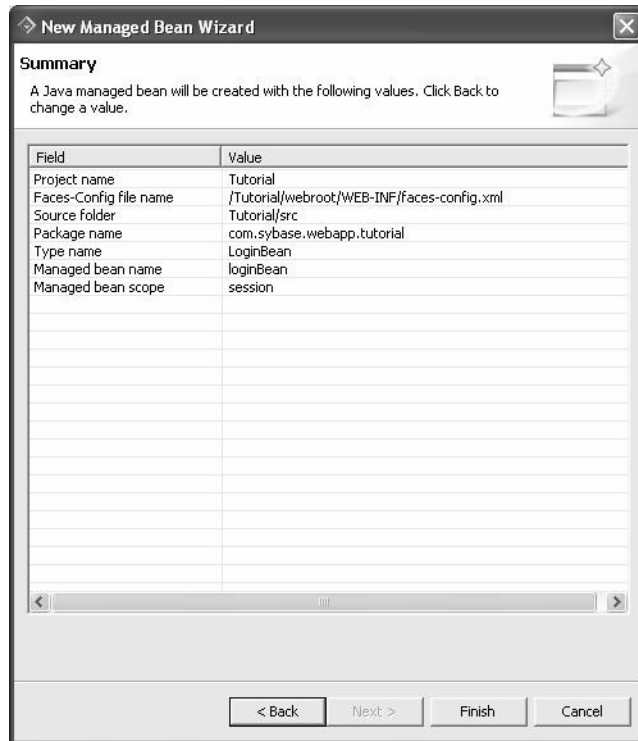 New Managed Bean Wizard
Summary
A Java managed bean will be created with the following values. Click Back to
change a value.
Field Value
Project name Tutorial
Faces-Config file name /Tutorial/webroot/WEB-INF/faces-config.xml
Source folder Tutorial/src
Package name com.sybase.webapp.tutorial
Type name LoginBean
Managed bean name loginBean
Managed bean scope session
< Back Next > Finish Cancel